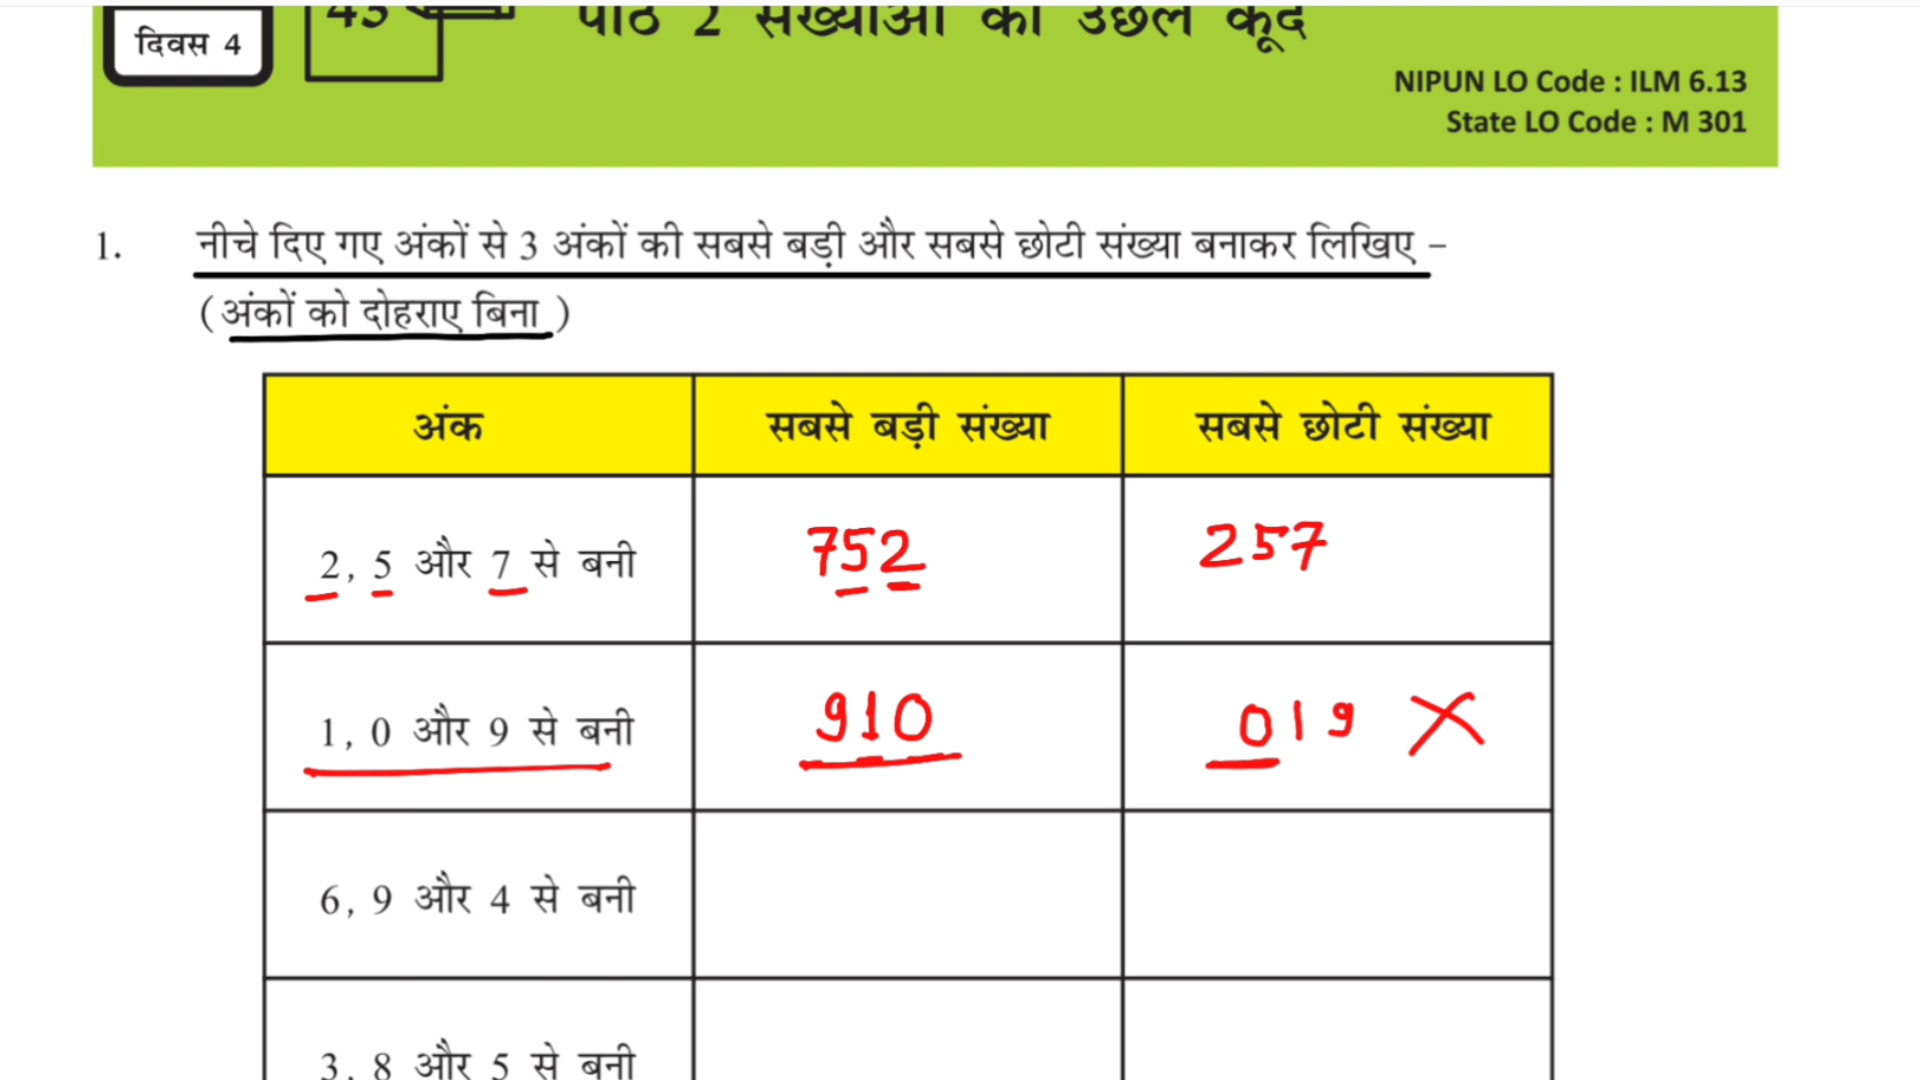 दिवस 4
45
पाठ 2 संख्याओं की उछल कूद
NIPUN LO Code : ILM 6.13
State LO Code : M 301
1. नीचे दिए गए अंकों से 3 अंकों की सबसे बड़ी और सबसे छोटी संख्या बनाकर लिखिए –
(अंकों को दोहराए बिना )
अंक सबसे बड़ी संख्या सबसे छोटी संख्या
2, 5 और 7 से बनी 752 257
1, 0 और 9 से बनी 910 019
6, 9 और 4 से बनी
3, 8 और 5 से बनी